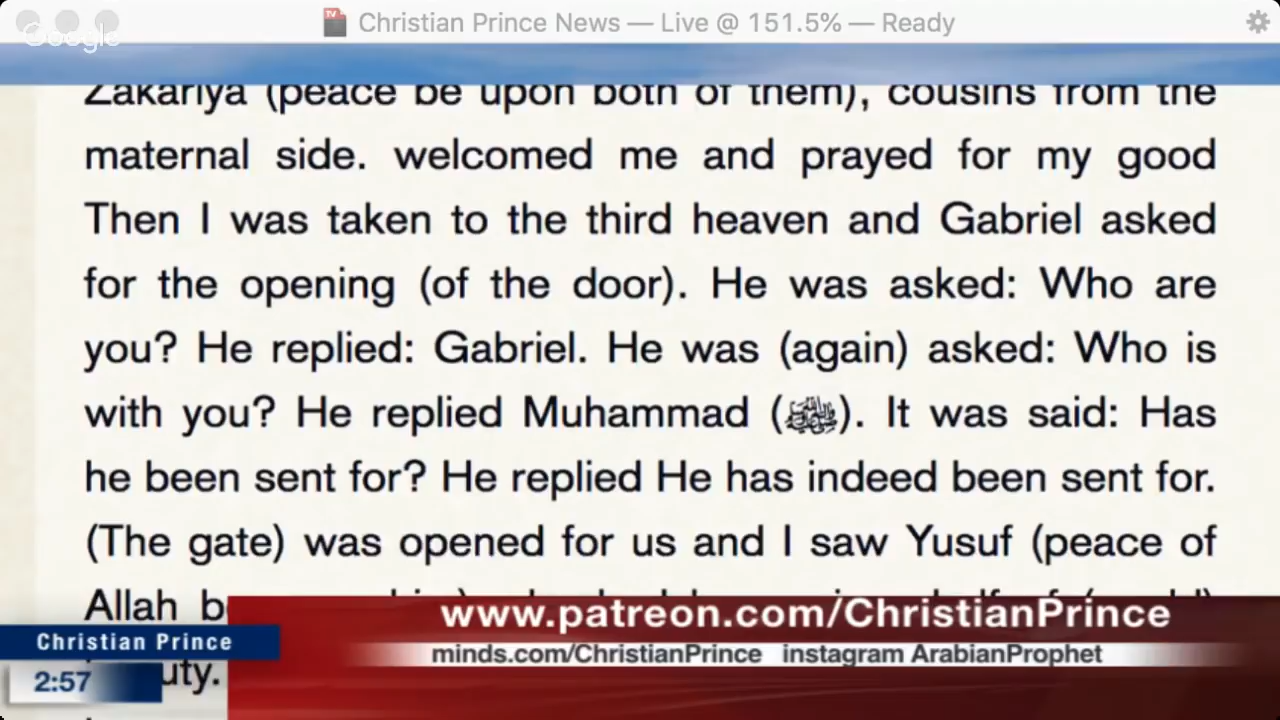 Christian Prince News — Live @ 151.5% — Ready
Google
Zakariya (peace be upon both of them), cousins from the
maternal side. welcomed me and prayed for my good
Then I was taken to the third heaven and Gabriel asked
for the opening (of the door). He was asked: Who are
you? He replied: Gabriel. He was (again) asked: Who is
with you? He replied Muhammad (ﷺ). It was said: Has
he been sent for? He replied He has indeed been sent for.
(The gate) was opened for us and I saw Yusuf (peace of
Allah
www.patreon.com/ChristianPrince
Christian Prince
minds.com/ChristianPrince instagram ArabianProphet
2:57